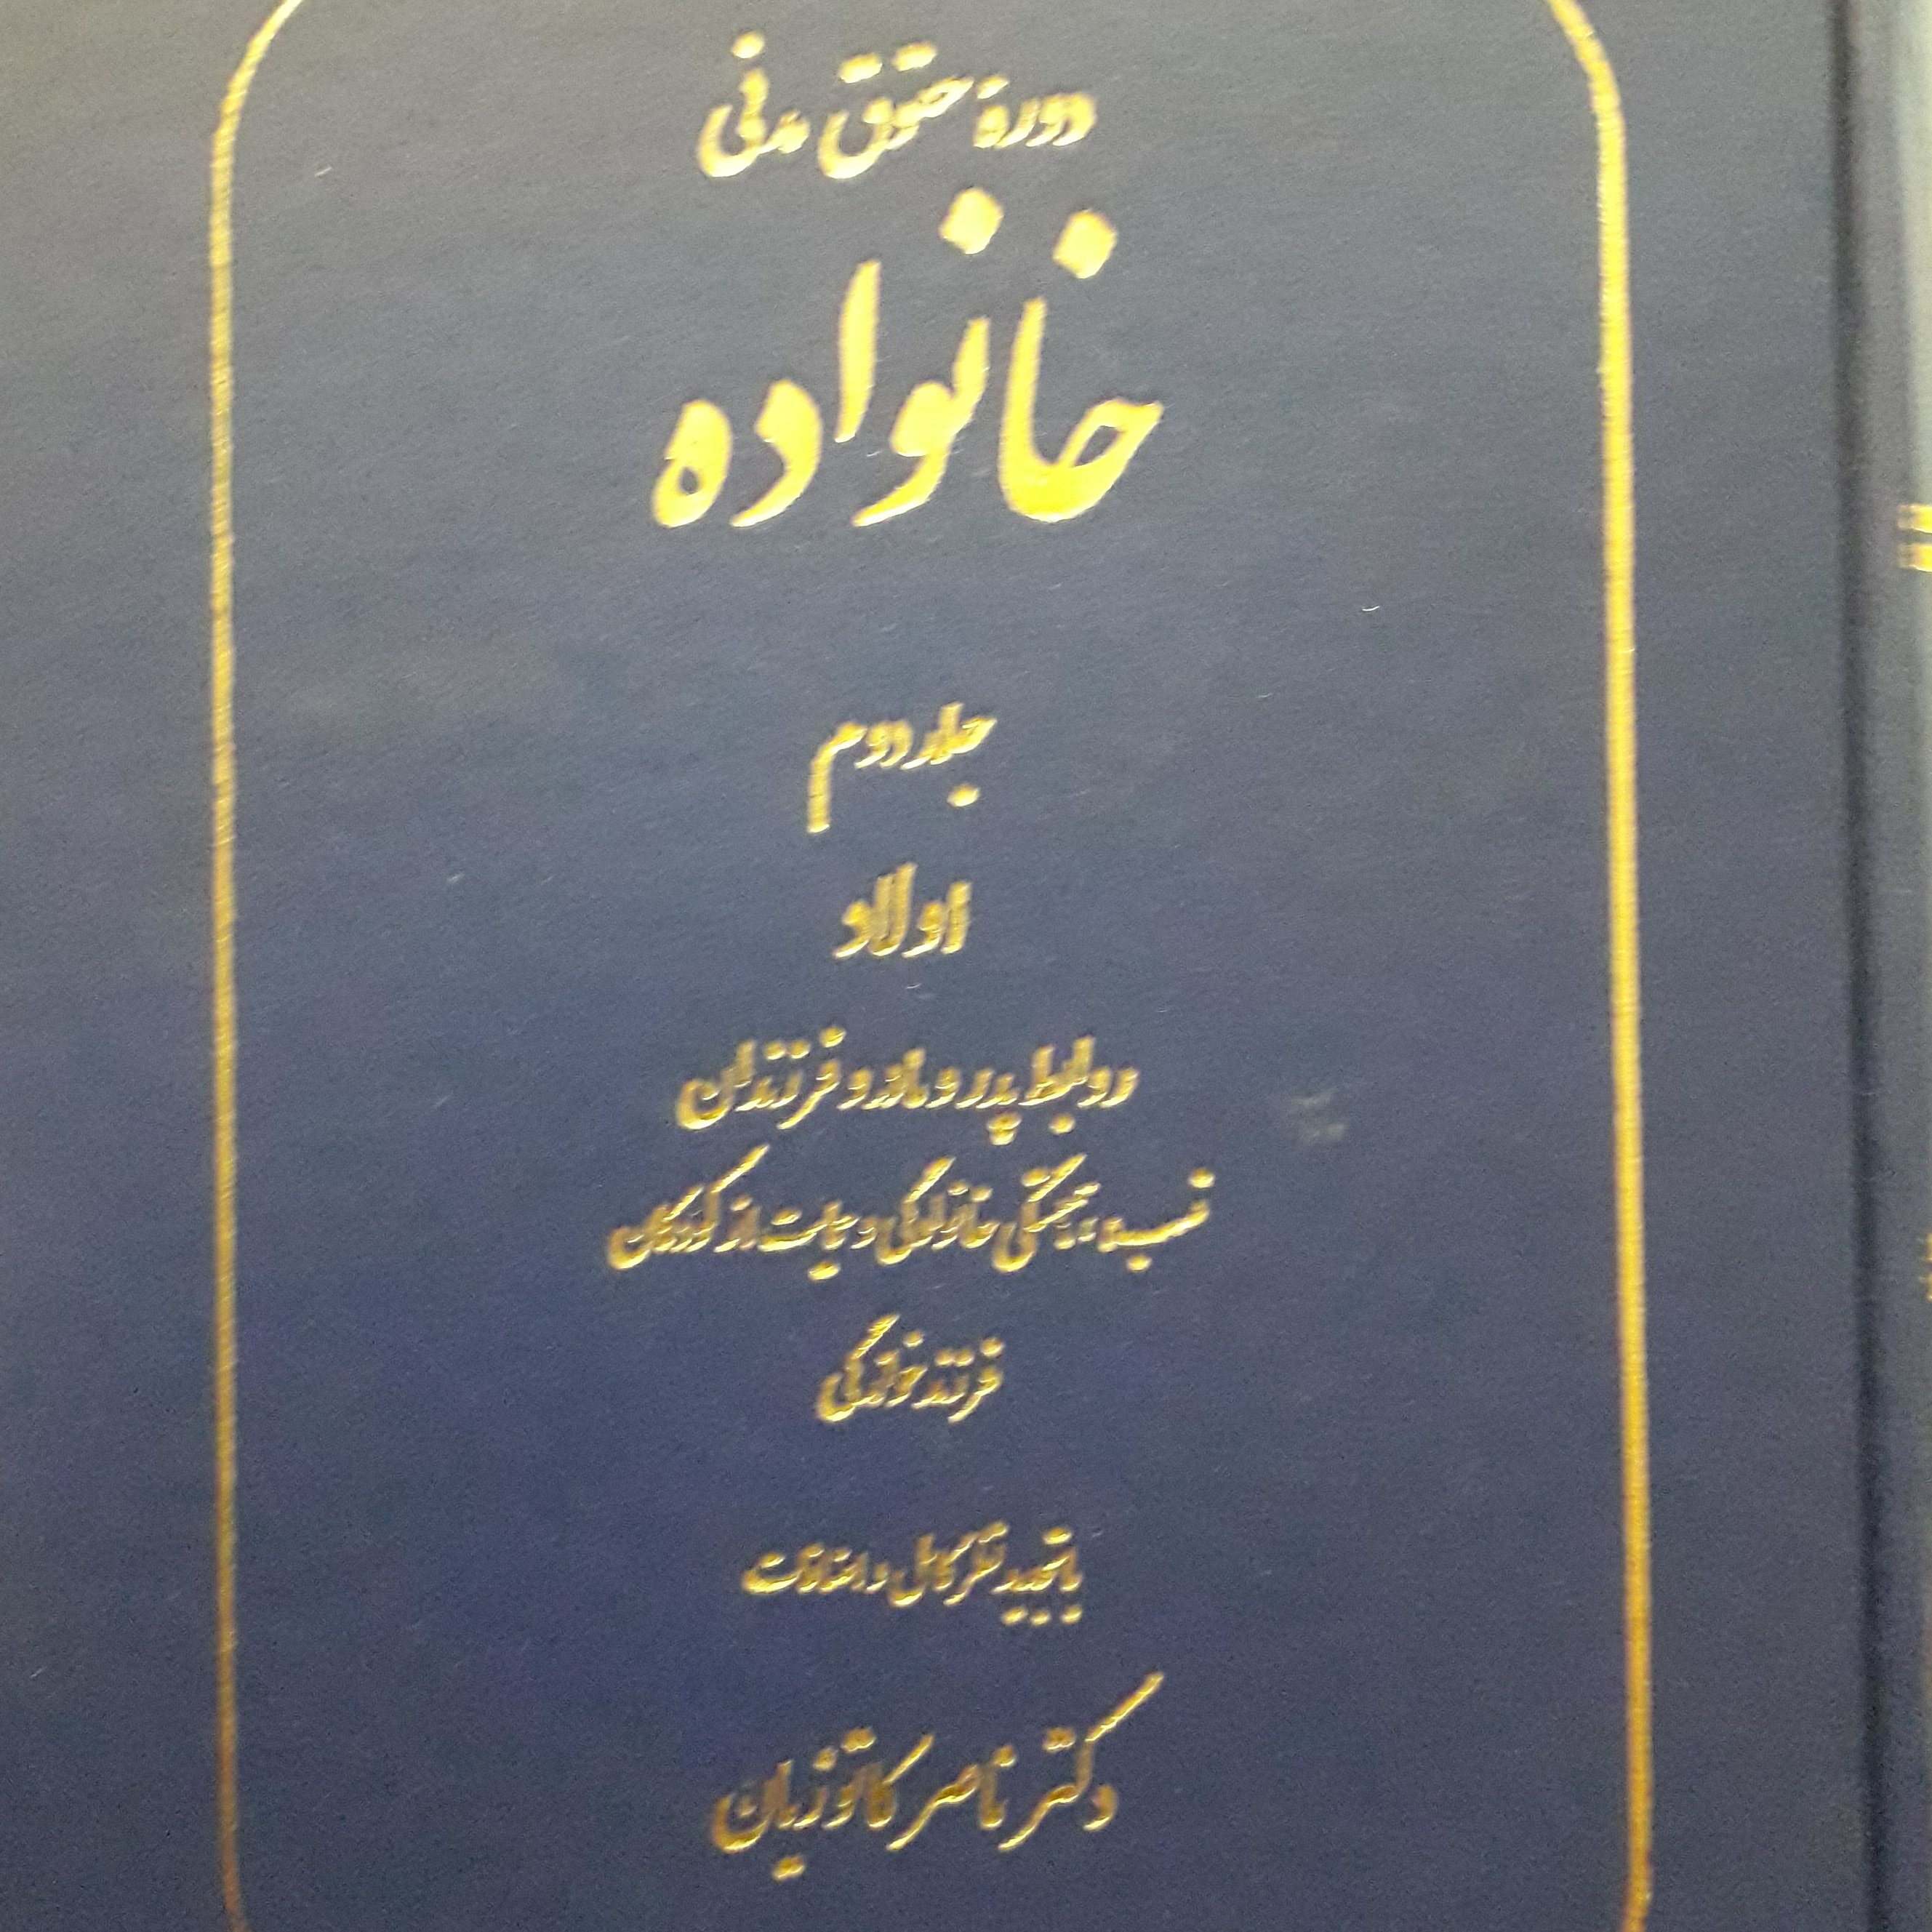 دورهٔ حقوق مدنی
خانواده
جلد دوم
اولاد
روابط پدر و مادر و فرزندان
نسب، همبستگی خانوادگی و حمایت از کودکان
فرزندخواندگی
با تجدید نظر کامل و اضافات
دکتر ناصر کاتوزیان